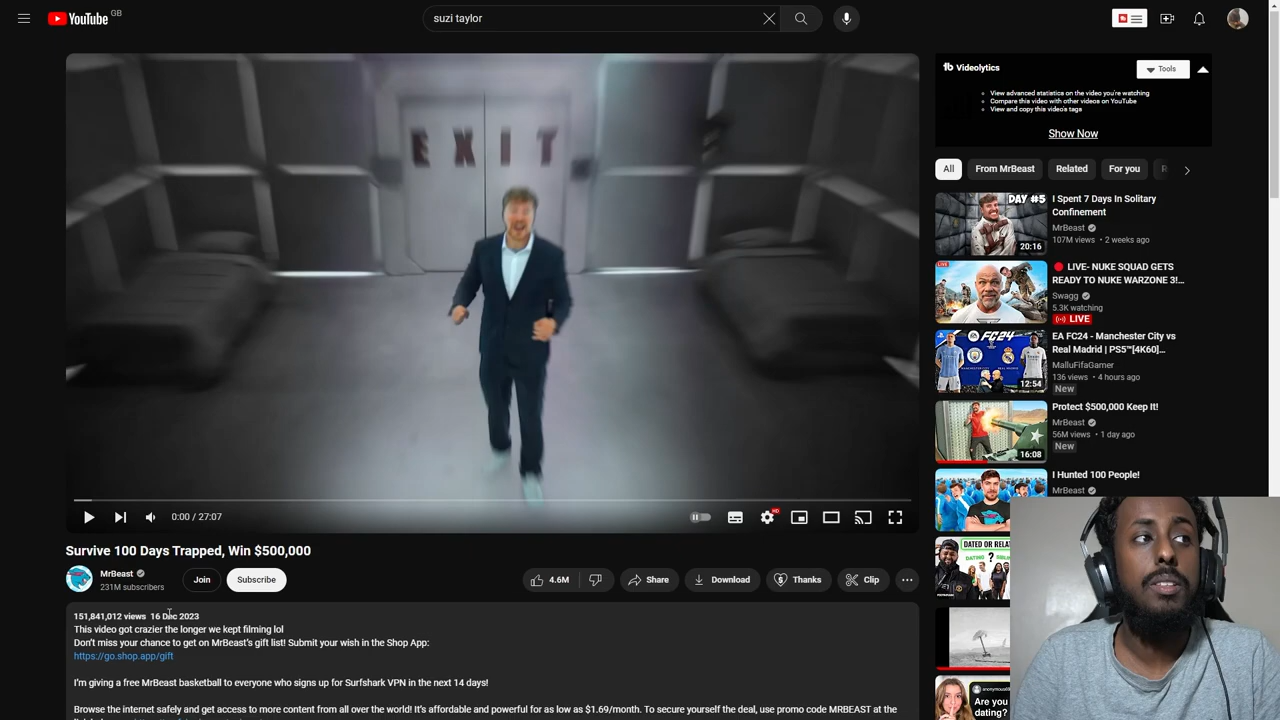 YouTube GB
suzi taylor
EXIT
Videolytics
Tools
View advanced statistics on the video you're watching
Compare this video with other videos on YouTube
View and copy this video's tags
Show Now
All
From MrBeast
Related
For you
DAY #5
20:16
I Spent 7 Days In Solitary
Confinement
MrBeast
107M views • 2 weeks ago
LIVE
LIVE- NUKE SQUAD GETS
READY TO NUKE WARZONE 3!...
Swagg
5.3K watching
LIVE
FC24
12:54
EA FC24 - Manchester City vs
Real Madrid | PS5™[4K60]...
MalluFifaGamer
136 views • 4 hours ago
New
16:08
Protect $500,000 Keep It!
MrBeast
56M views • 1 day ago
New
I Hunted 100 People!
MrBeast
DATED OR RELA
DATING ? SIBL
anonymous
Are you
dating?
0:00 / 27:07
HD
Survive 100 Days Trapped, Win $500,000
MrBeast
231M subscribers
Join
Subscribe
4.6M
Share
Download
Thanks
Clip
151,841,012 views 16 Dec 2023
This video got crazier the longer we kept filming lol
Don't miss your chance to get on MrBeast's gift list! Submit your wish in the Shop App:
https://go.shop.app/gift
I'm giving a free MrBeast basketball to everyone who signs up for Surfshark VPN in the next 14 days!
Browse the internet safely and get access to content from all over the world! It's affordable and powerful for as low as $1.69/month. To secure yourself the deal, use promo code MRBEAST at the